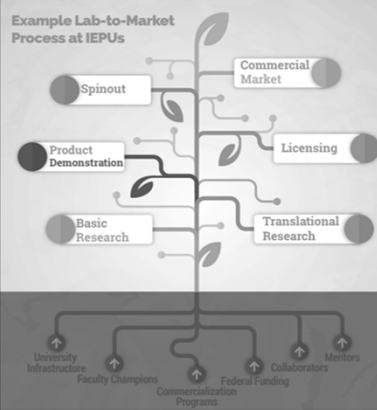 Example Lab-to-Market
Process at IEPUs
Commercial
Market
Spinout
Licensing
Product
Demonstration
Basic
Research
Translational
Research
University
Infrastructure
Faculty Champions
Commercialization
Programs
Federal Funding
Collaborators
Mentors